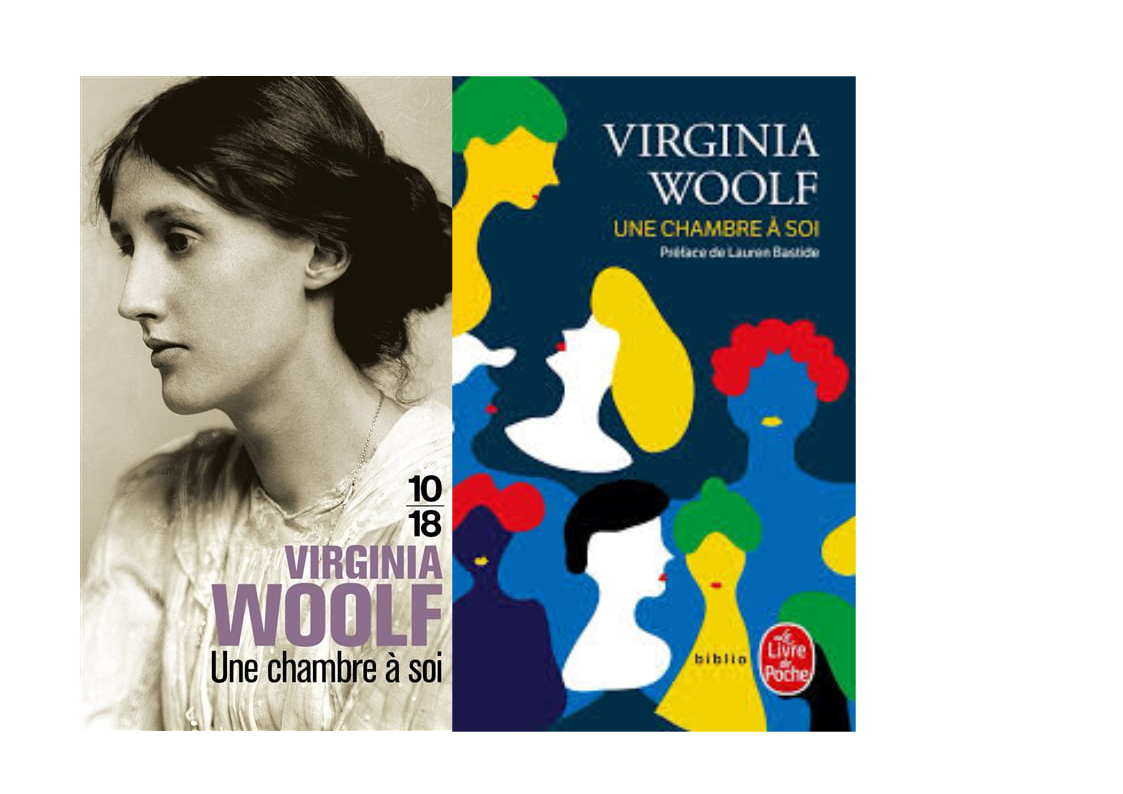 10
18
VIRGINIA
WOOLF
Une chambre à soi
VIRGINIA
WOOLF
UNE CHAMBRE À SOI
Préface de Lauren Bastide
biblio
Le
Livre
de
Poche